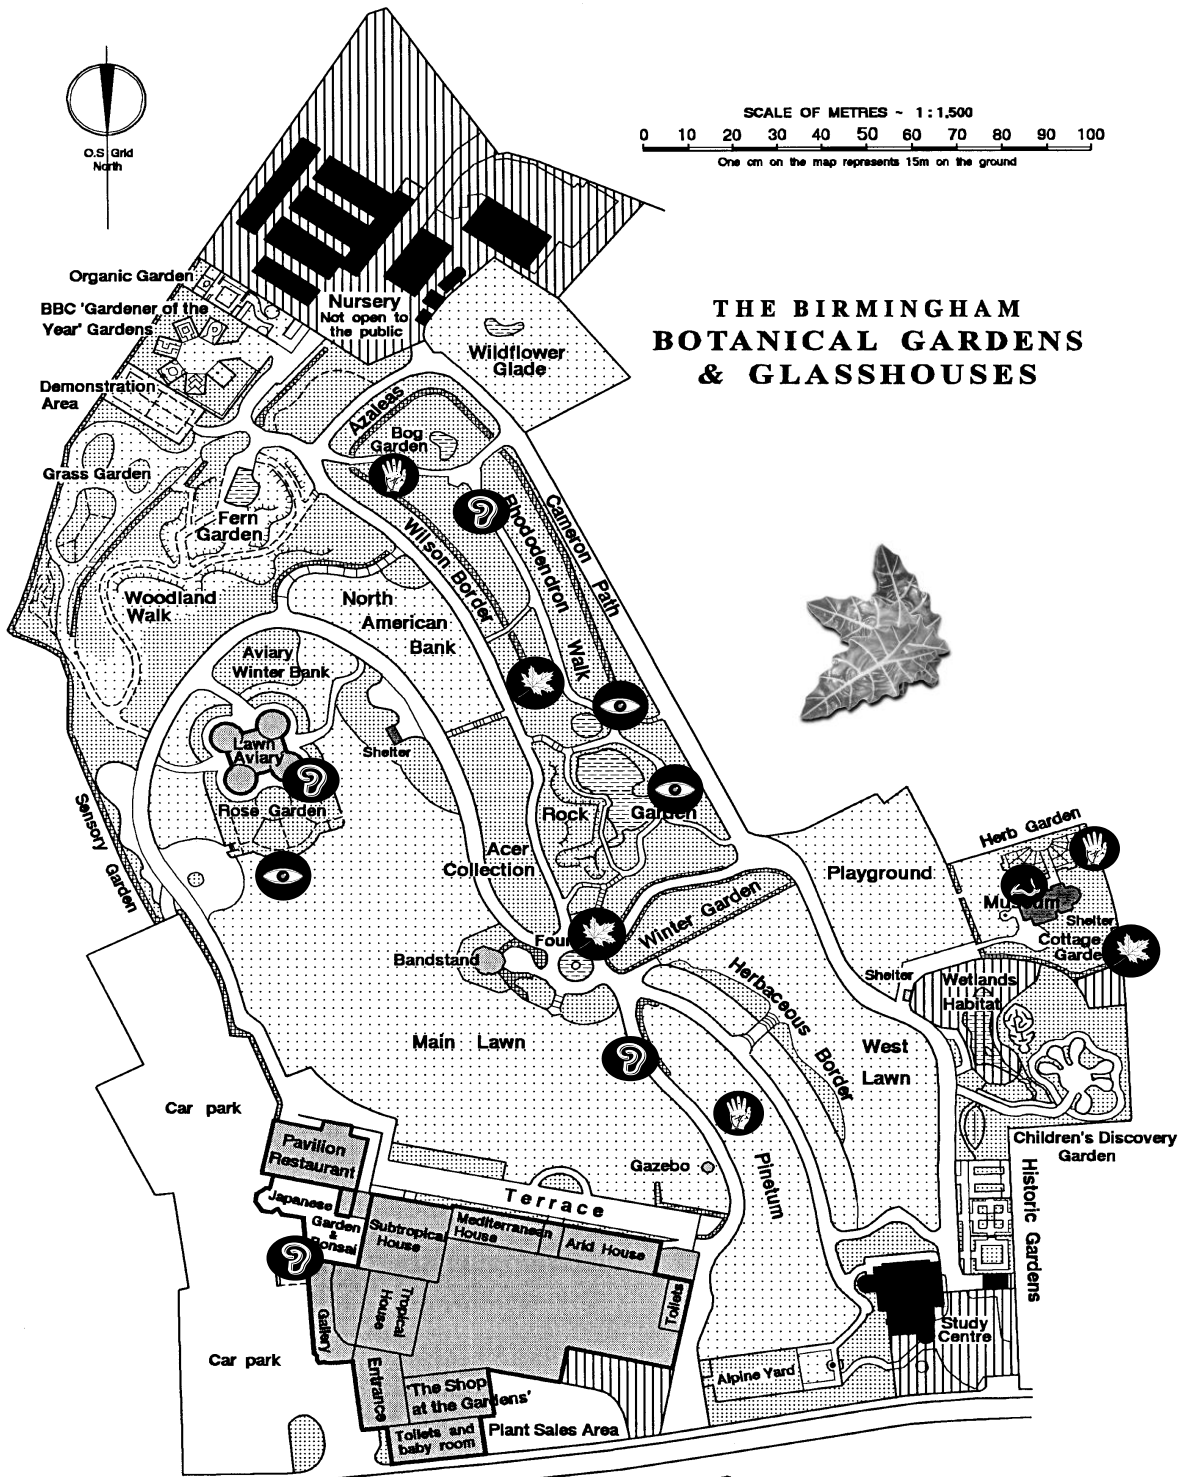 SCALE OF METRES ~ 1 : 1,500
0 10 20 30 40 50 60 70 80 90 100
One cm on the map represents 15m on the ground
O.S Grid
North
THE BIRMINGHAM
BOTANICAL GARDENS
& GLASSHOUSES
Organic Garden
BBC 'Gardener of the
Year' Gardens
Nursery
Not open to
the public
Wildflower
Glade
Demonstration
Area
Azaleas
Bog
Garden
Grass Garden
Fern
Garden
Wilson Border
Rhododendron Walk
Cameron Path
Woodland
Walk
North
American
Bank
Aviary
Winter Bank
Lawn
Aviary
Shelter
Rose Garden
Sensory Garden
Rock Garden
Acer
Collection
Playground
Herb Garden
Shelter
Cottage
Winter Garden
Bandstand
Shelter
Wetlands
Habitat
Herbaceous Border
Main Lawn
West
Lawn
Car park
Pavilion
Restaurant
Children's Discovery
Garden
Gazebo
Pinetum
Historic Gardens
Terrace
Japanese
Garden
&
Subtropical
House
Mediterranean
House
Arid House
Tropical
House
Toilets
Gallery
Study
Centre
Car park
Entrance
'The Shop
at the Gardens'
Alpine Yard
Toilets and
baby room
Plant Sales Area